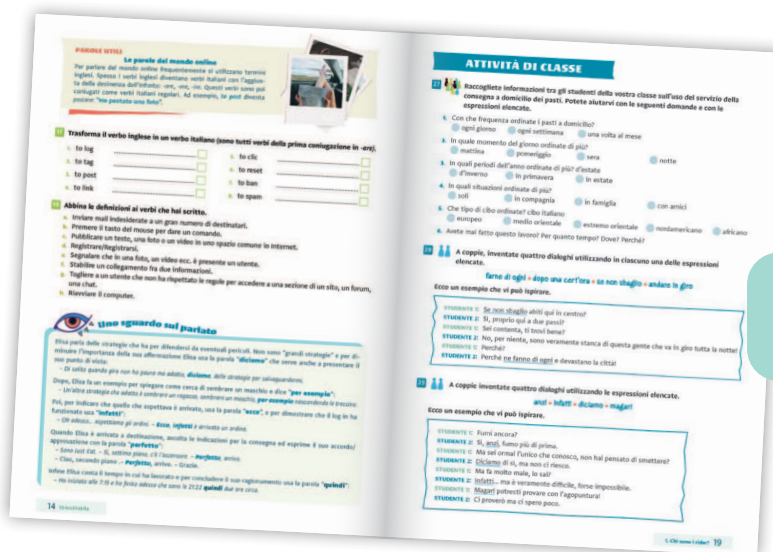 PAROLE UTILI
Le parole del mondo online
Per parlare del mondo online frequentemente si utilizzano termini
inglesi. Spesso i verbi inglesi diventano verbi italiani con l'aggiun-
ta della desinenza dell'infinito: -are, -ere, -ire. Questi verbi sono poi
coniugati come verbi italiani regolari. Ad esempio, to post diventa
postare: "Ho postato una foto".
Trasforma il verbo inglese in un verbo italiano (sono tutti verbi della prima coniugazione in -are).
1. to log
2. to tag
3. to post
4. to link
to clic
to reset
to ban
to spam
Abbina le definizioni ai verbi che hai scritto.
a. Inviare mail indesiderate a un gran numero di destinatari.
b. Premere il tasto del mouse per dare un comando.
c. Pubblicare un testo, una foto o un video in uno spazio comune in Internet.
d. Registrare/Registrarsi.
e. Segnalare che in una foto, un video ecc. è presente un utente.
f. Stabilire un collegamento fra due informazioni.
g. Togliere a un utente che non ha rispettato le regole per accedere a una sezione di un sito, un forum,
una chat.
h. Riavviare il computer.
Uno sguardo sul parlato
Elisa parla delle strategie che ha per difendersi da eventuali pericoli. Non sono "grandi strategie" e per di-
minuire l'importanza della sua affermazione Elisa usa la parola "diciamo" che serve anche a presentare il
suo punto di vista:
– Di solito quando giro non ho paura ma adotto, diciamo, delle strategie per salvaguardarmi.
Dopo, Elisa fa un esempio per spiegare come cerca di sembrare un maschio e dice "per esempio":
– Un'altra strategia che adotto è sembrare un ragazzo, sembrare un maschio, per esempio nascondendo le treccine.
Poi, per indicare che quello che aspettava è arrivato, usa la parola "ecco", e per dimostrare che il log in ha
funzionato usa "infatti":
– Ok adesso... aspettiamo gli ordini. – Ecco, infatti è arrivato un ordine.
Quando Elisa è arrivata a destinazione, ascolta le indicazioni per la consegna ed esprime il suo accordo/
approvazione con la parola "perfetto":
– Sono Just Eat. – Sì, settimo piano, c'è l'ascensore. – Perfetto, arrivo.
– Ciao, secondo piano. – Perfetto, arrivo. – Grazie.
Infine Elisa conta il tempo in cui ha lavorato e per concludere il suo ragionamento usa la parola "quindi":
– Ho iniziato alle 7:15 e ho finito adesso che sono le 21:22 quindi due ore circa.
14
ATTIVITÀ DI CLASSE
Raccogliete informazioni tra gli studenti della vostra classe sull'uso del servizio della
consegna a domicilio dei pasti. Potete aiutarvi con le seguenti domande e con le
espressioni elencate.
1. Con che frequenza ordinate i pasti a domicilio?
ogni giorno ogni settimana una volta al mese
2. In quale momento del giorno ordinate di più?
mattina pomeriggio sera notte
3. In quali periodi dell'anno ordinate di più? d'estate
d'inverno in primavera in estate
4. In quali situazioni ordinate di più?
soli in compagnia in famiglia con amici
5. Che tipo di cibo ordinate? cibo italiano
europeo medio orientale estremo orientale nordamericano africano
6. Avete mai fatto questo lavoro? Per quanto tempo? Dove? Perché?
A coppie, inventate quattro dialoghi utilizzando in ciascuno una delle espressioni
elencate.
farne di ogni • dopo una cert'ora • se non sbaglio • andare in giro
Ecco un esempio che vi può ispirare.
STUDENTE 1: Se non sbaglio abiti qui in centro?
STUDENTE 2: Sì, proprio qui a due passi?
STUDENTE 1: Sei contenta, ti trovi bene?
STUDENTE 2: No, per niente, sono veramente stanca di questa gente che va in giro tutta la notte!
STUDENTE 1: Perché?
STUDENTE 2: Perché ne fanno di ogni e devastano la città!
A coppie inventate quattro dialoghi utilizzando le espressioni elencate.
anzi • infatti • diciamo • magari
Ecco un esempio che vi può ispirare.
STUDENTE 1: Fumi ancora?
STUDENTE 2: Sì, anzi, fumo più di prima.
STUDENTE 1: Ma sei ormai l'unico che conosco, non hai pensato di smettere?
STUDENTE 2: Diciamo di sì, ma non ci riesco.
STUDENTE 1: Ma fa molto male, lo sai?
STUDENTE 2: Infatti... ma è veramente difficile, forse impossibile.
STUDENTE 1: Magari potresti provare con l'agopuntura!
STUDENTE 2: Ci proverò ma ci spero poco.
1. Chi sono i rider? 19